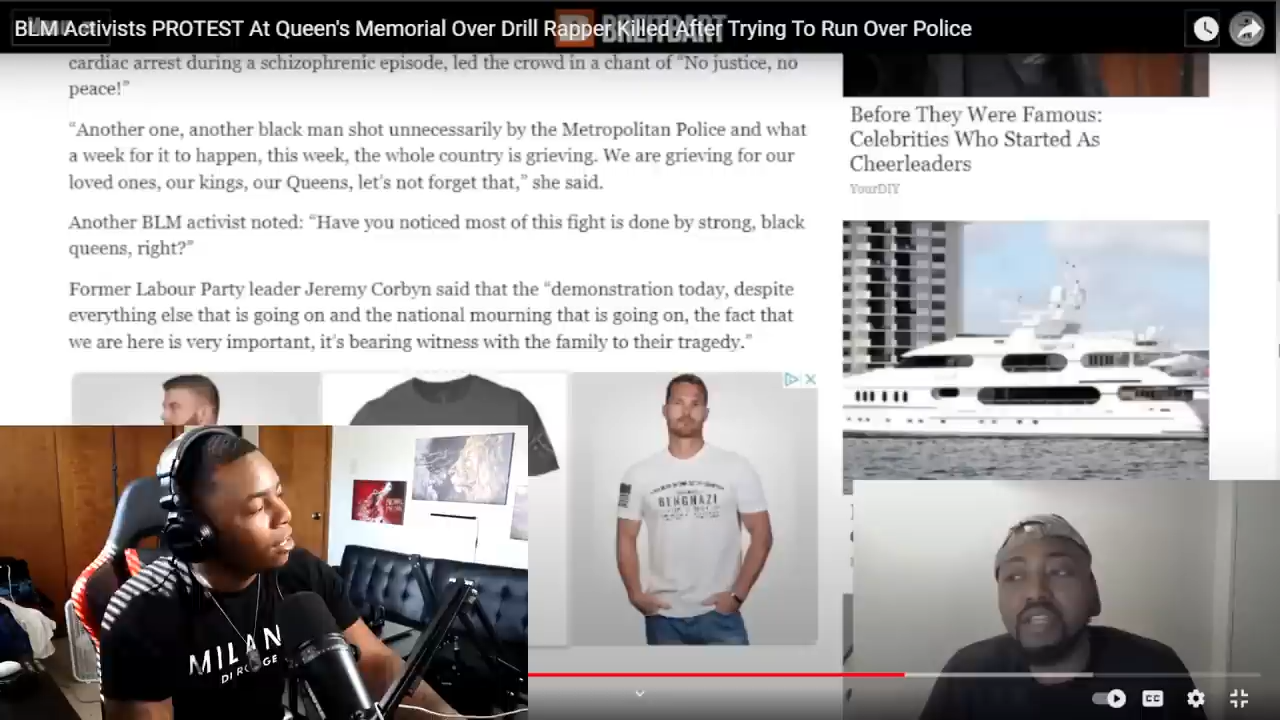 BLM Activists PROTEST At Queen's Memorial Over Drill Rapper Killed After Trying To Run Over Police
BREITBART
cardiac arrest during a schizophrenic episode, led the crowd in a chant of “No justice, no
peace!”
“Another one, another black man shot unnecessarily by the Metropolitan Police and what
a week for it to happen, this week, the whole country is grieving. We are grieving for our
loved ones, our kings, our Queens, let’s not forget that,” she said.
Another BLM activist noted: “Have you noticed most of this fight is done by strong, black
queens, right?”
Former Labour Party leader Jeremy Corbyn said that the “demonstration today, despite
everything else that is going on and the national mourning that is going on, the fact that
we are here is very important, it’s bearing witness with the family to their tragedy.”
Before They Were Famous:
Celebrities Who Started As
Cheerleaders
YourDIY
BENGHAZI
MILAN
DI ROUGE
CC